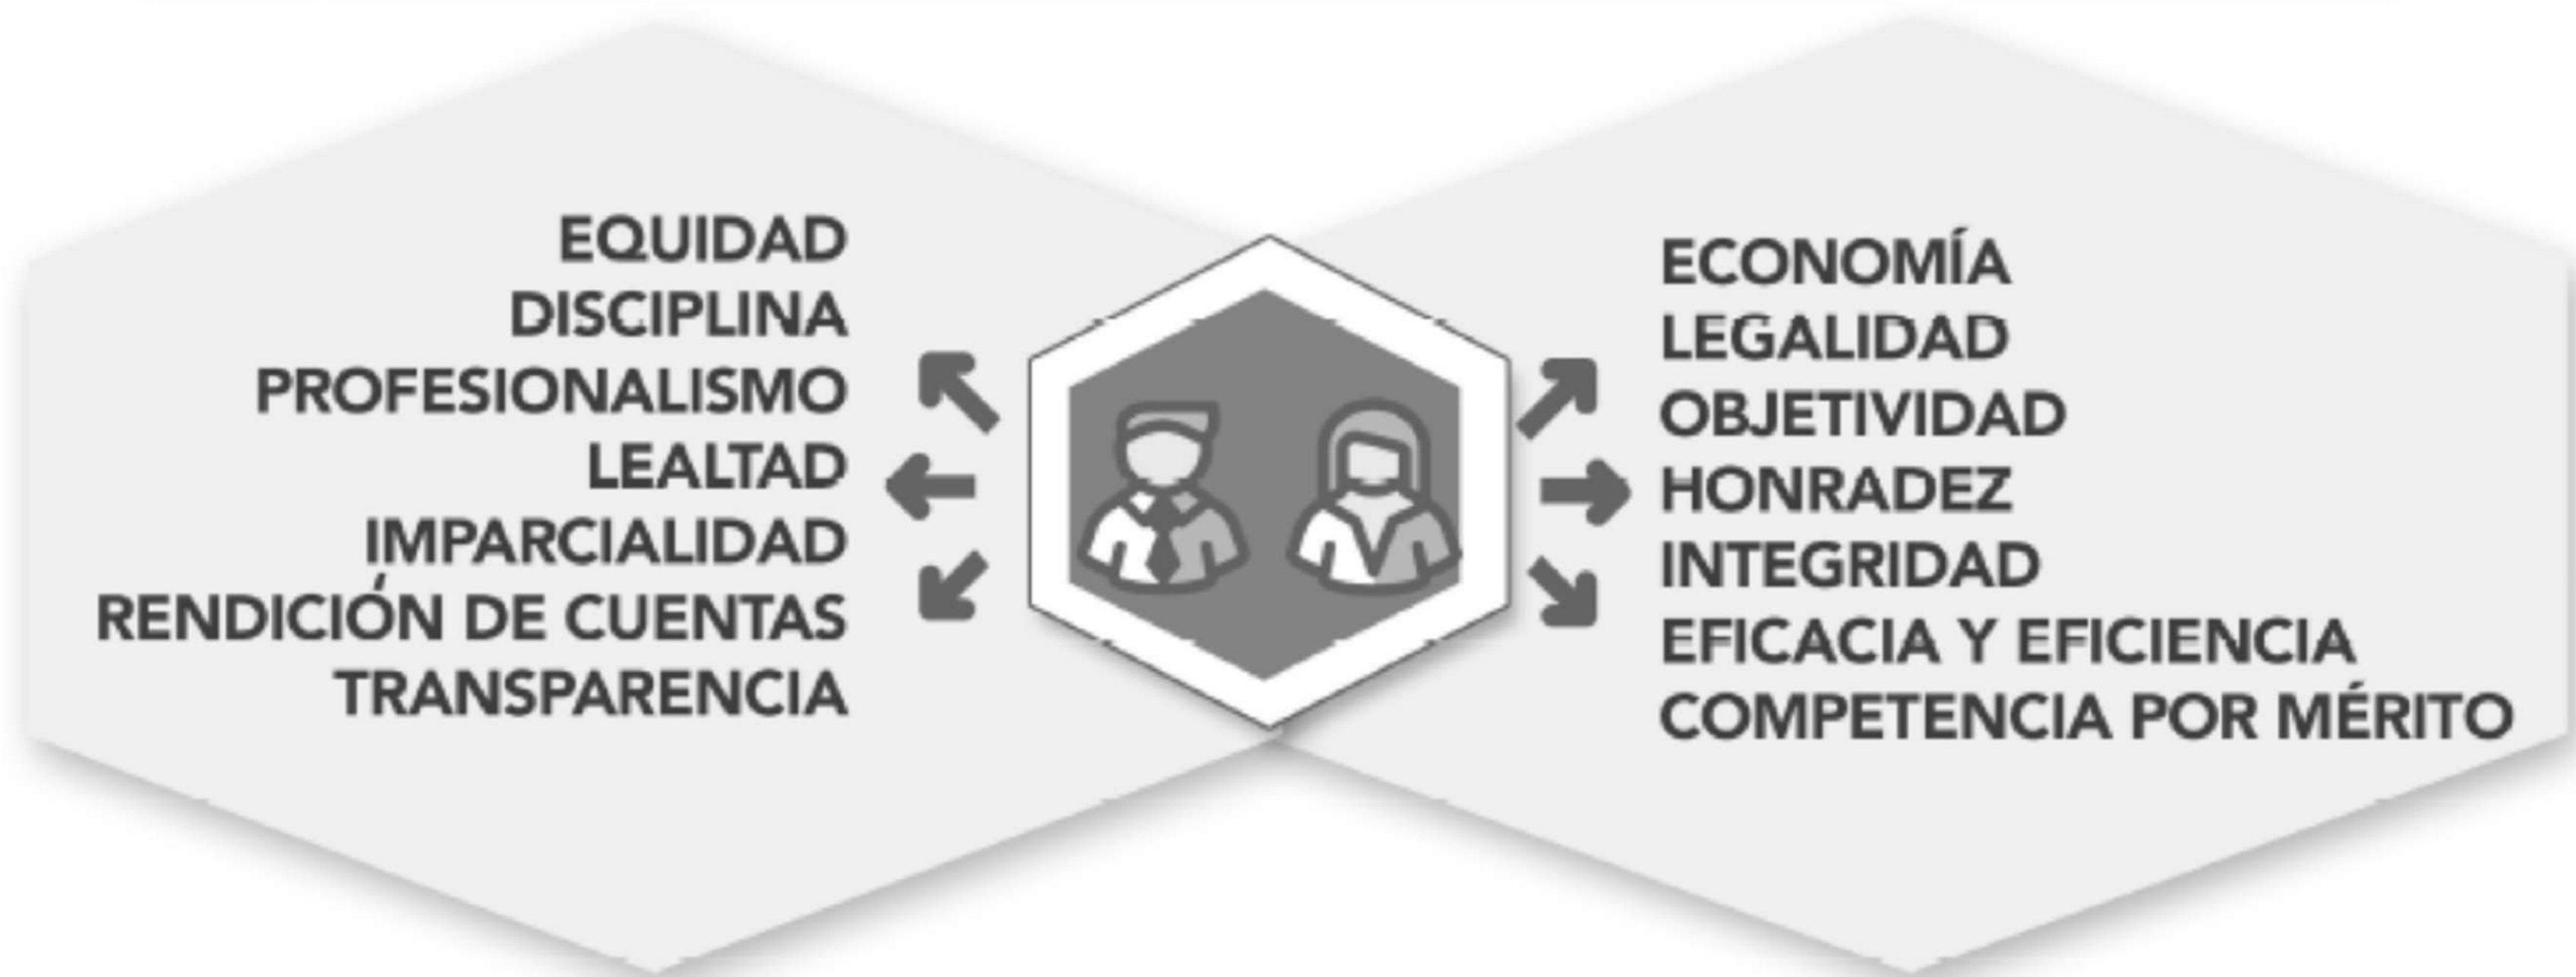 EQUIDAD
DISCIPLINA
PROFESIONALISMO
LEALTAD
IMPARCIALIDAD
RENDICIÓN DE CUENTAS
TRANSPARENCIA
ECONOMÍA
LEGALIDAD
OBJETIVIDAD
HONRADEZ
INTEGRIDAD
EFICACIA Y EFICIENCIA
COMPETENCIA POR MÉRITO